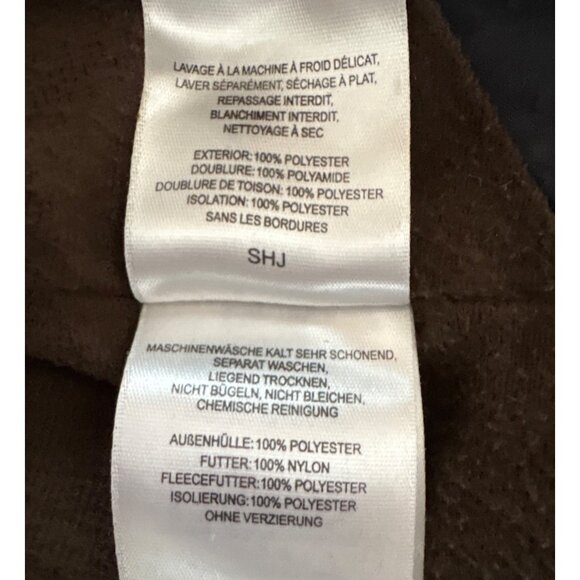 LAVAGE À LA MACHINE À FROID DÉLICAT,
LAVER SÉPARÉMENT, SÉCHAGE À PLAT,
REPASSAGE INTERDIT,
BLANCHIMENT INTERDIT,
NETTOYAGE À SEC
EXTERIOR: 100% POLYESTER
DOUBLURE: 100% POLYAMIDE
DOUBLURE DE TOISON: 100% POLYESTER
ISOLATION: 100% POLYESTER
SANS LES BORDURES
SHJ
MASCHINENWÄSCHE KALT SEHR SCHONEND,
SEPARAT WASCHEN,
LIEGEND TROCKNEN,
NICHT BÜGELN, NICHT BLEICHEN,
CHEMISCHE REINIGUNG
AUßENHÜLLE: 100% POLYESTER
FUTTER: 100% NYLON
FLEECEFUTTER: 100% POLYESTER
ISOLIERUNG: 100% POLYESTER
OHNE VERZIERUNG